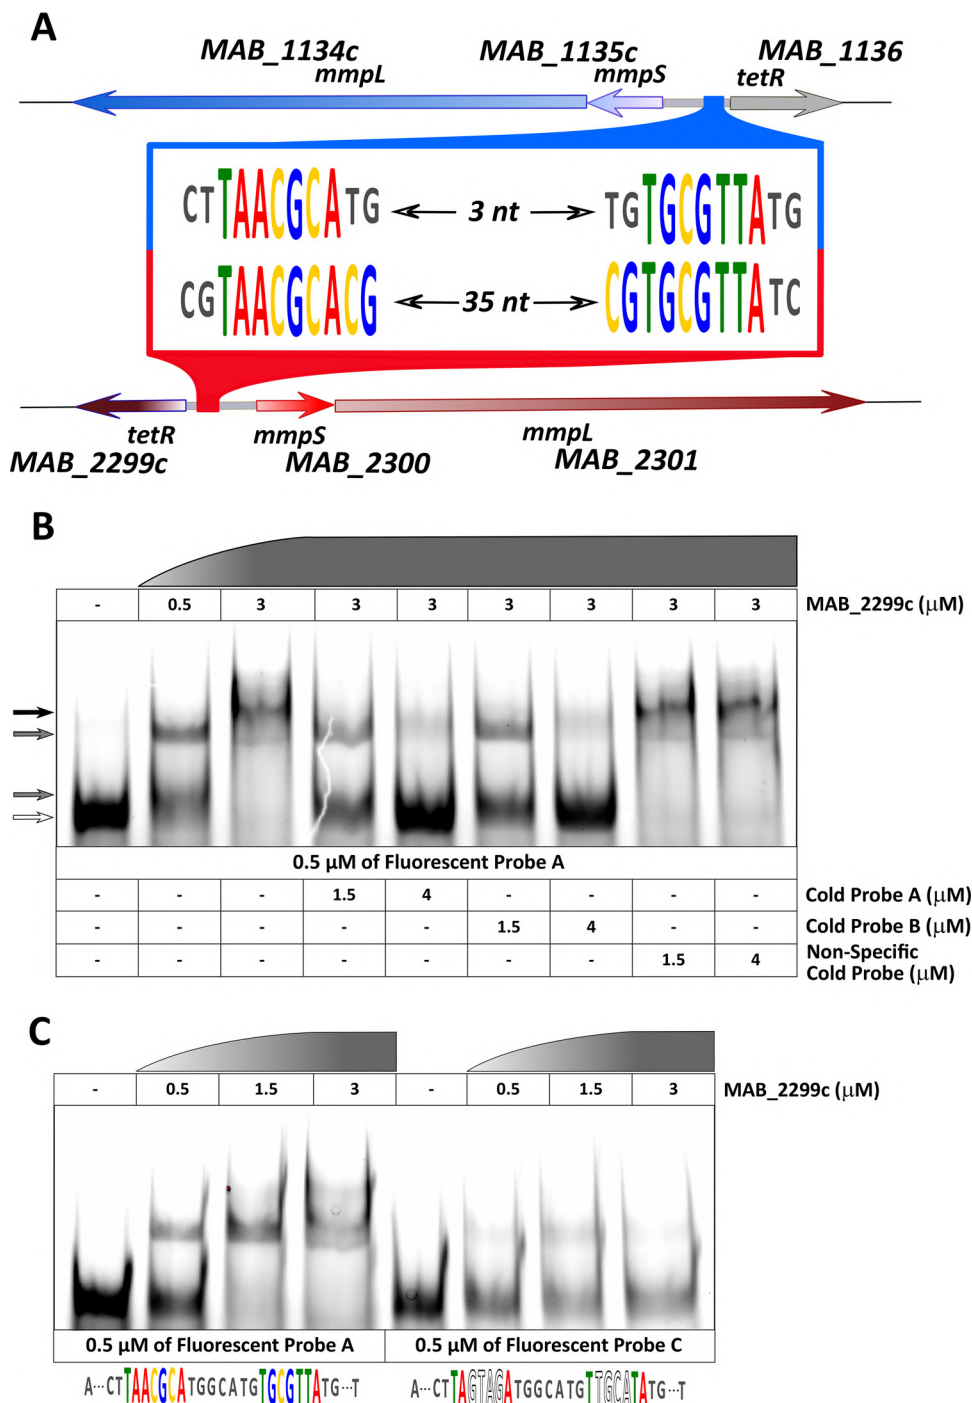 A
MAB_1134c MAB_1135c MAB_1136
mmpL mmpS tetR
CTTAACGCATG 3 nt TGTGCGTTATG
CGTAACGCACG 35 nt CGTGCGTTATC
tetR mmpS mmpL
MAB_2299c MAB_2300 MAB_2301
B
- 0.5 3 3 3 3 3 3 3 MAB_2299c (μM)
0.5 μM of Fluorescent Probe A
- - - 1.5 4 - - - - Cold Probe A (μM)
- - - - - 1.5 4 - - Cold Probe B (μM)
- - - - - - - 1.5 4 Non-Specific
Cold Probe (μM)
C
- 0.5 1.5 3 - 0.5 1.5 3 MAB_2299c (μM)
0.5 μM of Fluorescent Probe A 0.5 μM of Fluorescent Probe C
A···CTTAACGCATGGCATGTGCGTTATG···T A···CTTAGTAGATGGCATGTTGCATATG···T